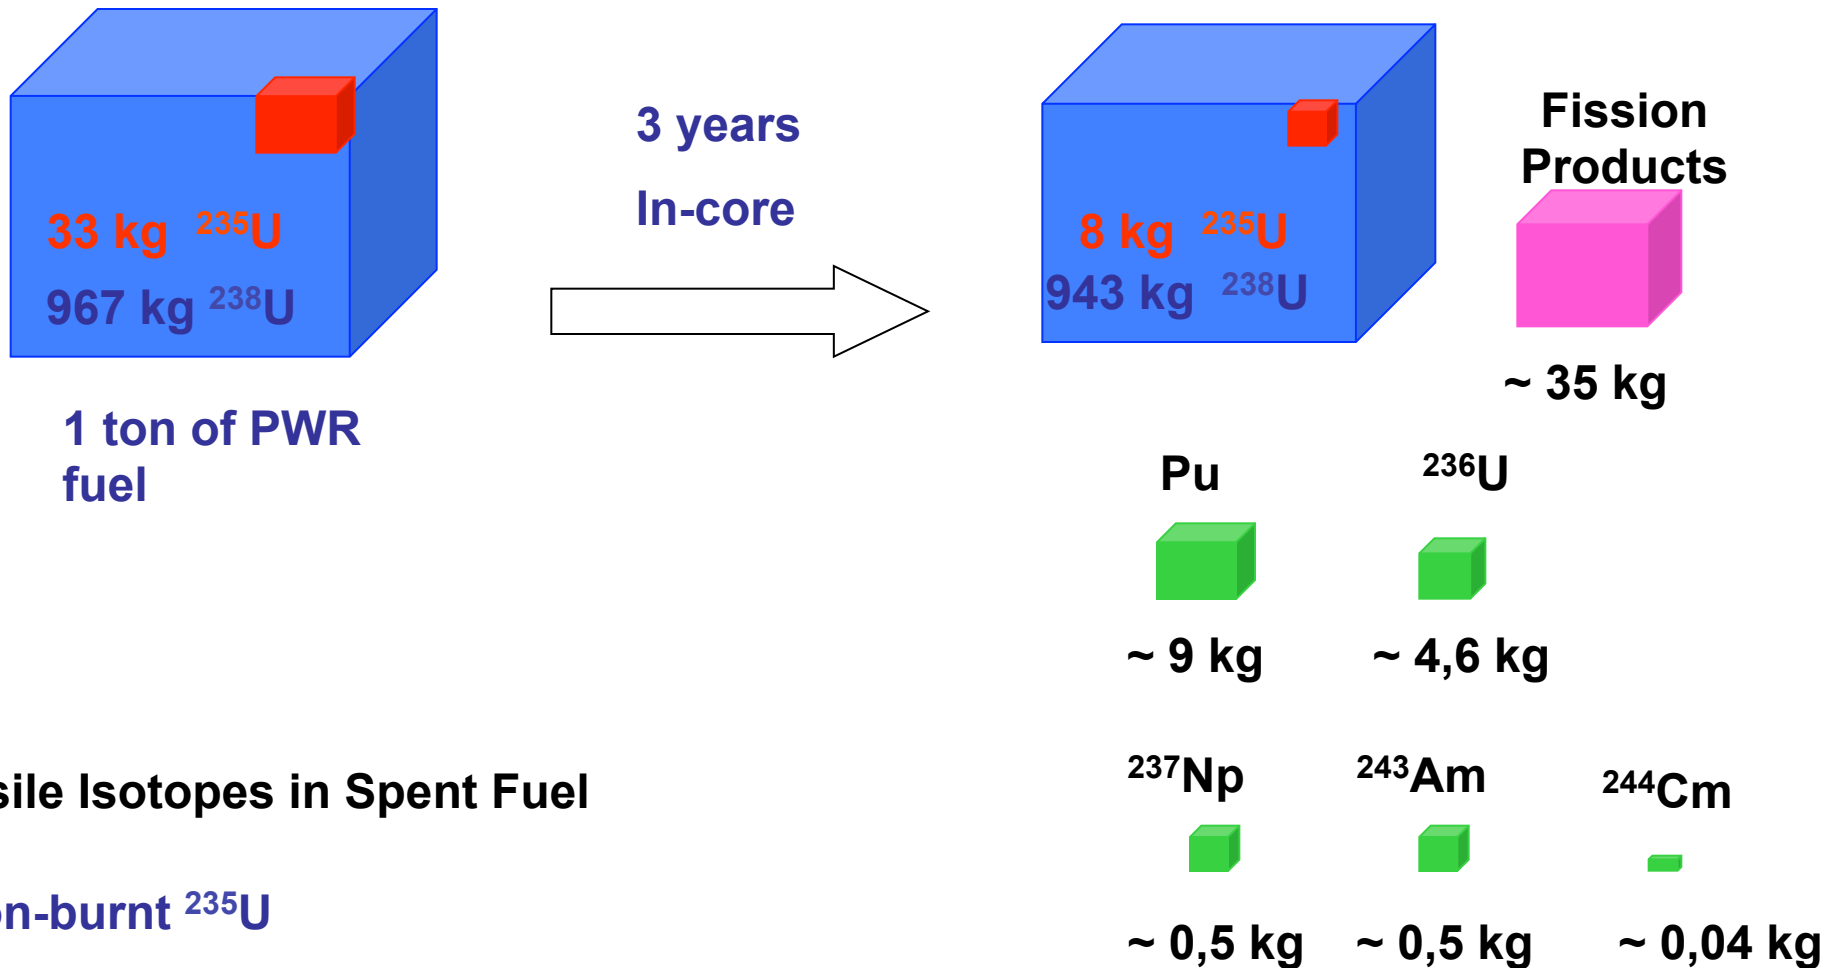 33 kg ²³⁵U
967 kg ²³⁸U
1 ton of PWR
fuel
3 years
In-core
8 kg ²³⁵U
943 kg ²³⁸U
Fission
Products
~ 35 kg
Pu ²³⁶U
~ 9 kg ~ 4,6 kg
²³⁷Np ²⁴³Am ²⁴⁴Cm
~ 0,5 kg ~ 0,5 kg ~ 0,04 kg
sile Isotopes in Spent Fuel
n-burnt ²³⁵U